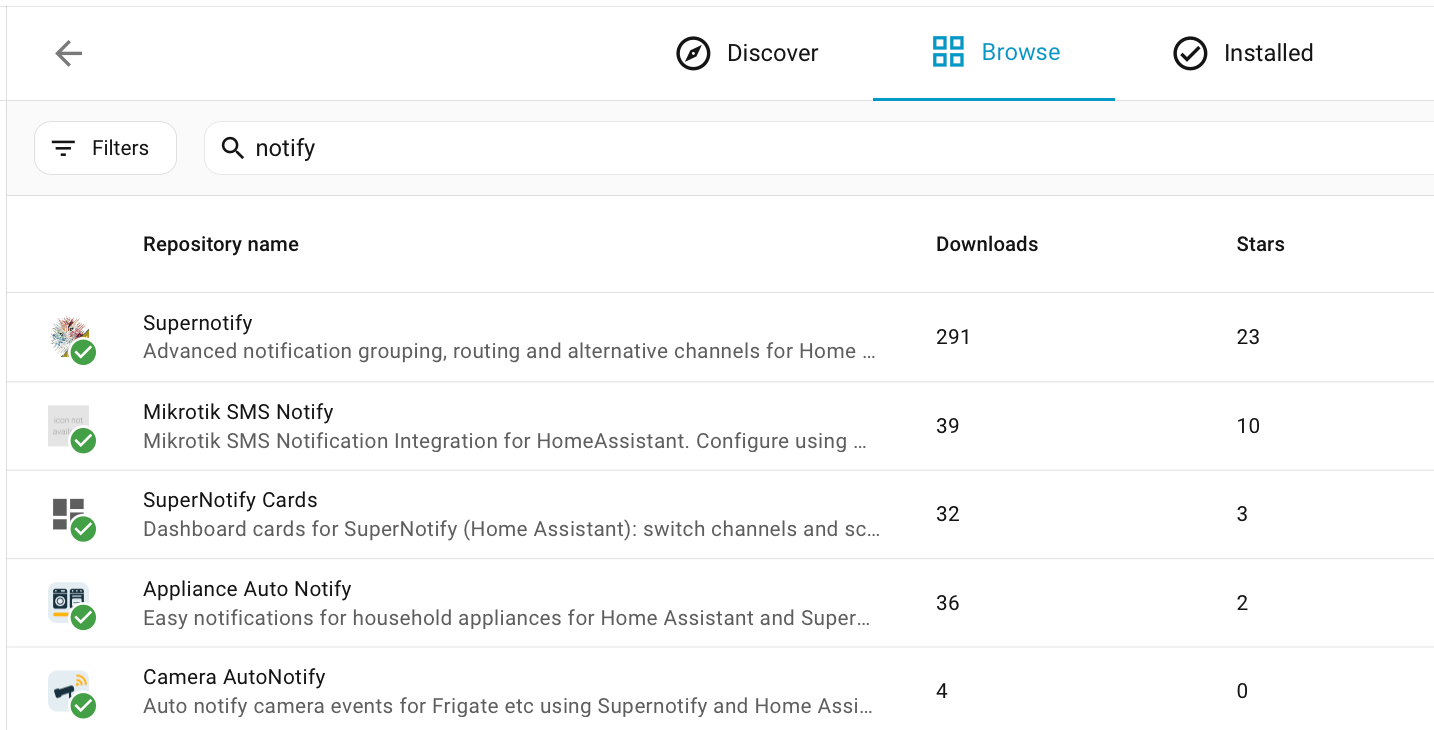 Discover
Browse
Installed
Filters
notify
Repository name Downloads Stars
Supernotify
Advanced notification grouping, routing and alternative channels for Home ...
291 23
icon not
Mikrotik SMS Notify
Mikrotik SMS Notification Integration for HomeAssistant. Configure using ...
39 10
SuperNotify Cards
Dashboard cards for SuperNotify (Home Assistant): switch channels and sc...
32 3
Appliance Auto Notify
Easy notifications for household appliances for Home Assistant and Super...
36 2
Camera AutoNotify
Auto notify camera events for Frigate etc using Supernotify and Home Assi...
4 0